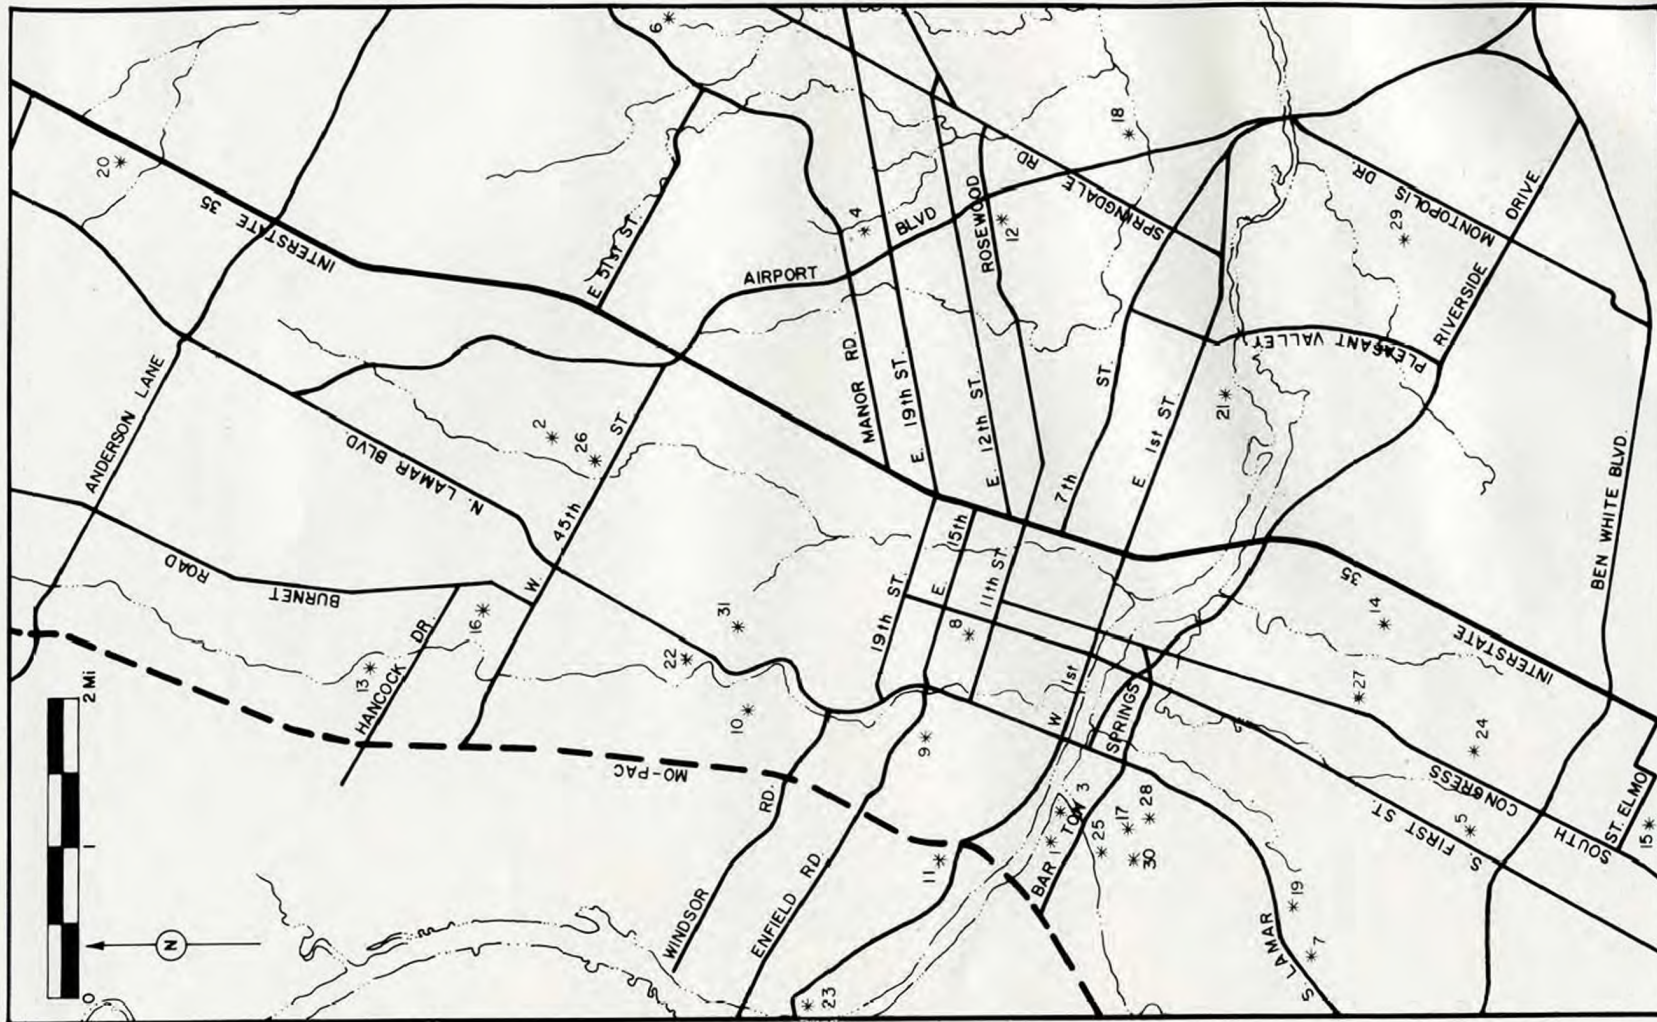 6
20
INTERSTATE 35
E 51st ST.
4
BLVD
AIRPORT
ROSEWOOD
12
18
SPRINGDALE RD
MONTOPOLIS DR.
29
RIVERSIDE DRIVE
PLEASANT VALLEY
MANOR RD.
E. 19th ST.
E. 12th ST.
7th ST.
E 1st ST.
21
BEN WHITE BLVD.
ANDERSON LANE
N. LAMAR BLVD.
2
26
W. 45th ST
BURNET ROAD
HANCOCK DR.
16
13
31
22
10
19th ST.
E 15th
11th ST.
8
9
W 1st
INTERSTATE 35
14
27
24
SOUTH CONGRESS
S. FIRST ST.
5
ST. ELMO
15
MO-PAC
WINDSOR RD.
ENFIELD RD.
11
23
BARTON SPRINGS
1
3
25
17
28
30
S LAMAR
19
7
0 1 2 Mi
N